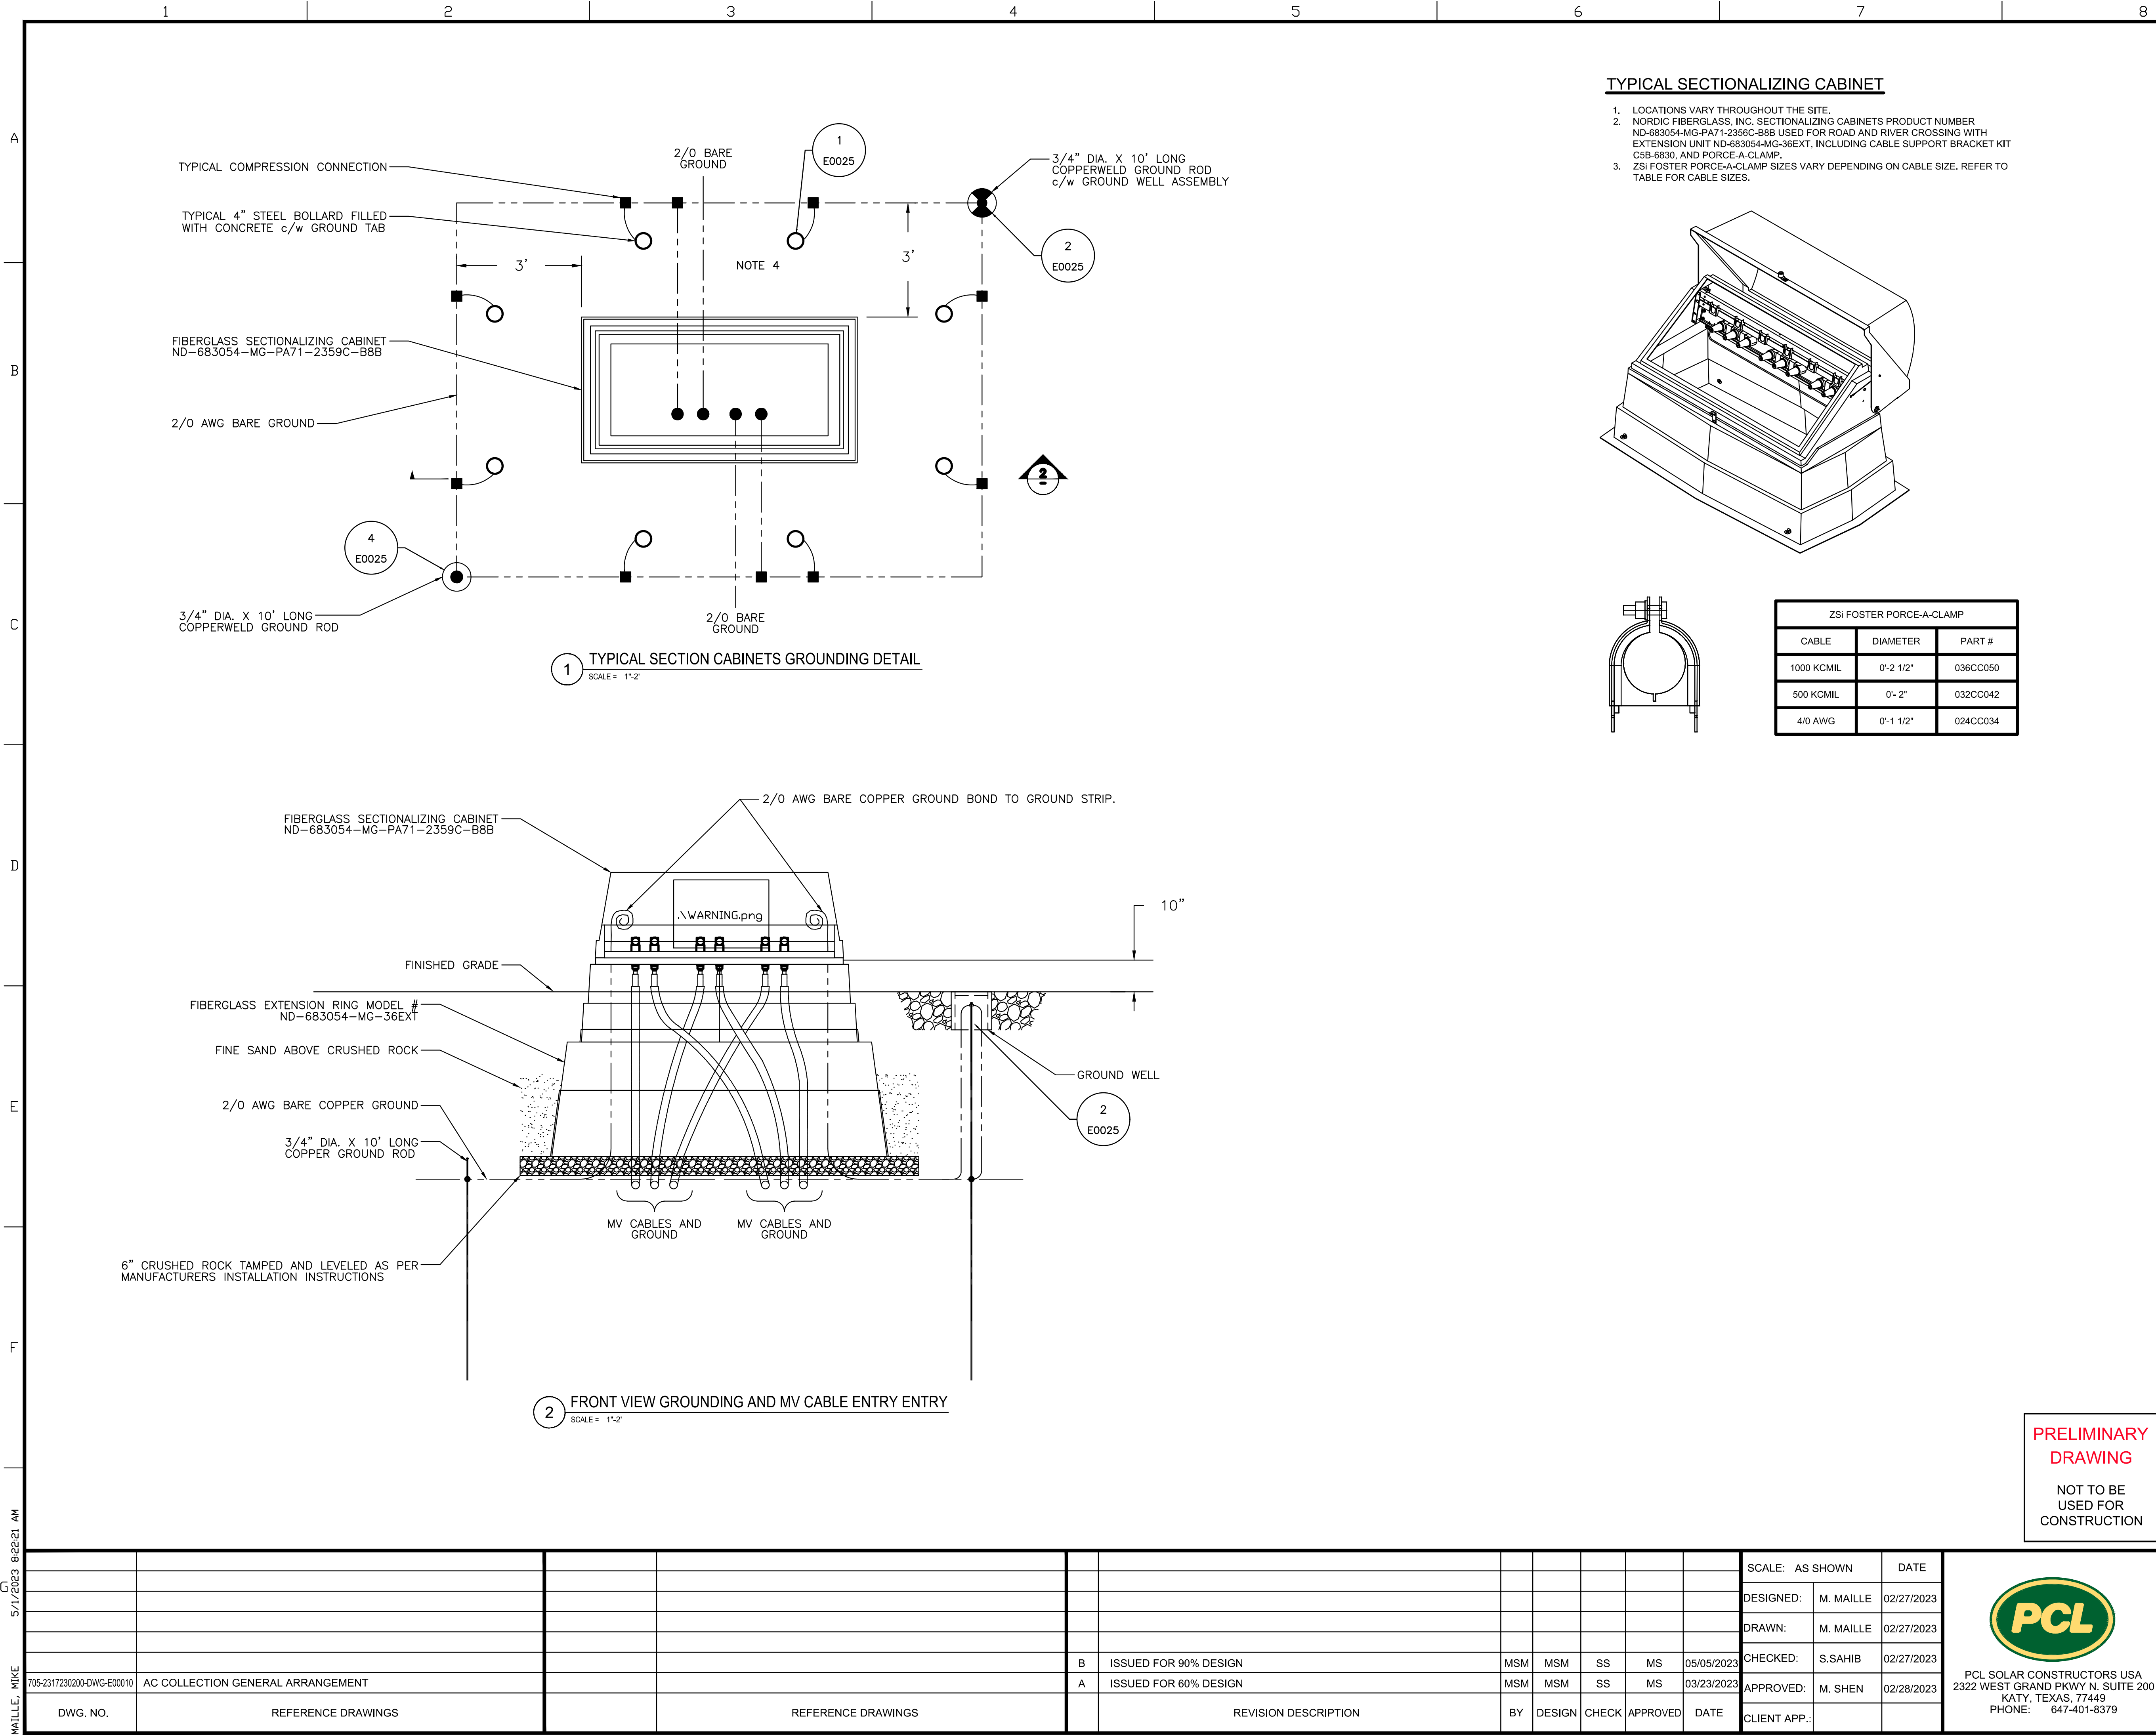 1 2 3 4 5 6 7 8
A
B
C
D
E
F
G
TYPICAL COMPRESSION CONNECTION
TYPICAL 4" STEEL BOLLARD FILLED
WITH CONCRETE c/w GROUND TAB
2/0 BARE
GROUND
1
E0025
3/4" DIA. X 10' LONG
COPPERWELD GROUND ROD
c/w GROUND WELL ASSEMBLY
2
E0025
3'
NOTE 4
3'
FIBERGLASS SECTIONALIZING CABINET
ND-683054-MG-PA71-2359C-B8B
2/0 AWG BARE GROUND
2
-
4
E0025
3/4" DIA. X 10' LONG
COPPERWELD GROUND ROD
2/0 BARE
GROUND
1
TYPICAL SECTION CABINETS GROUNDING DETAIL
SCALE = 1"-2'
TYPICAL SECTIONALIZING CABINET
1. LOCATIONS VARY THROUGHOUT THE SITE.
2. NORDIC FIBERGLASS, INC. SECTIONALIZING CABINETS PRODUCT NUMBER
ND-683054-MG-PA71-2356C-B8B USED FOR ROAD AND RIVER CROSSING WITH
EXTENSION UNIT ND-683054-MG-36EXT, INCLUDING CABLE SUPPORT BRACKET KIT
C5B-6830, AND PORCE-A-CLAMP.
3. ZSi FOSTER PORCE-A-CLAMP SIZES VARY DEPENDING ON CABLE SIZE. REFER TO
TABLE FOR CABLE SIZES.
ZSi FOSTER PORCE-A-CLAMP
CABLE DIAMETER PART #
1000 KCMIL 0'-2 1/2" 036CC050
500 KCMIL 0'- 2" 032CC042
4/0 AWG 0'-1 1/2" 024CC034
2/0 AWG BARE COPPER GROUND BOND TO GROUND STRIP.
FIBERGLASS SECTIONALIZING CABINET
ND-683054-MG-PA71-2359C-B8B
.\WARNING.png
10"
FINISHED GRADE
FIBERGLASS EXTENSION RING MODEL #
ND-683054-MG-36EXT
FINE SAND ABOVE CRUSHED ROCK
GROUND WELL
2
E0025
2/0 AWG BARE COPPER GROUND
3/4" DIA. X 10' LONG
COPPER GROUND ROD
MV CABLES AND
GROUND
MV CABLES AND
GROUND
6" CRUSHED ROCK TAMPED AND LEVELED AS PER
MANUFACTURERS INSTALLATION INSTRUCTIONS
2
FRONT VIEW GROUNDING AND MV CABLE ENTRY ENTRY
SCALE = 1"-2'
PRELIMINARY
DRAWING
NOT TO BE
USED FOR
CONSTRUCTION
MAILLE, MIKE 5/1/2023 8:22:21 AM
705-2317230200-DWG-E00010 AC COLLECTION GENERAL ARRANGEMENT
DWG. NO. REFERENCE DRAWINGS REFERENCE DRAWINGS
B ISSUED FOR 90% DESIGN MSM MSM SS MS 05/05/2023
A ISSUED FOR 60% DESIGN MSM MSM SS MS 03/23/2023
REVISION DESCRIPTION BY DESIGN CHECK APPROVED DATE
SCALE: AS SHOWN DATE
DESIGNED: M. MAILLE 02/27/2023
DRAWN: M. MAILLE 02/27/2023
CHECKED: S.SAHIB 02/27/2023
APPROVED: M. SHEN 02/28/2023
CLIENT APP.:
PCL
PCL SOLAR CONSTRUCTORS USA
2322 WEST GRAND PKWY N. SUITE 200
KATY, TEXAS, 77449
PHONE: 647-401-8379